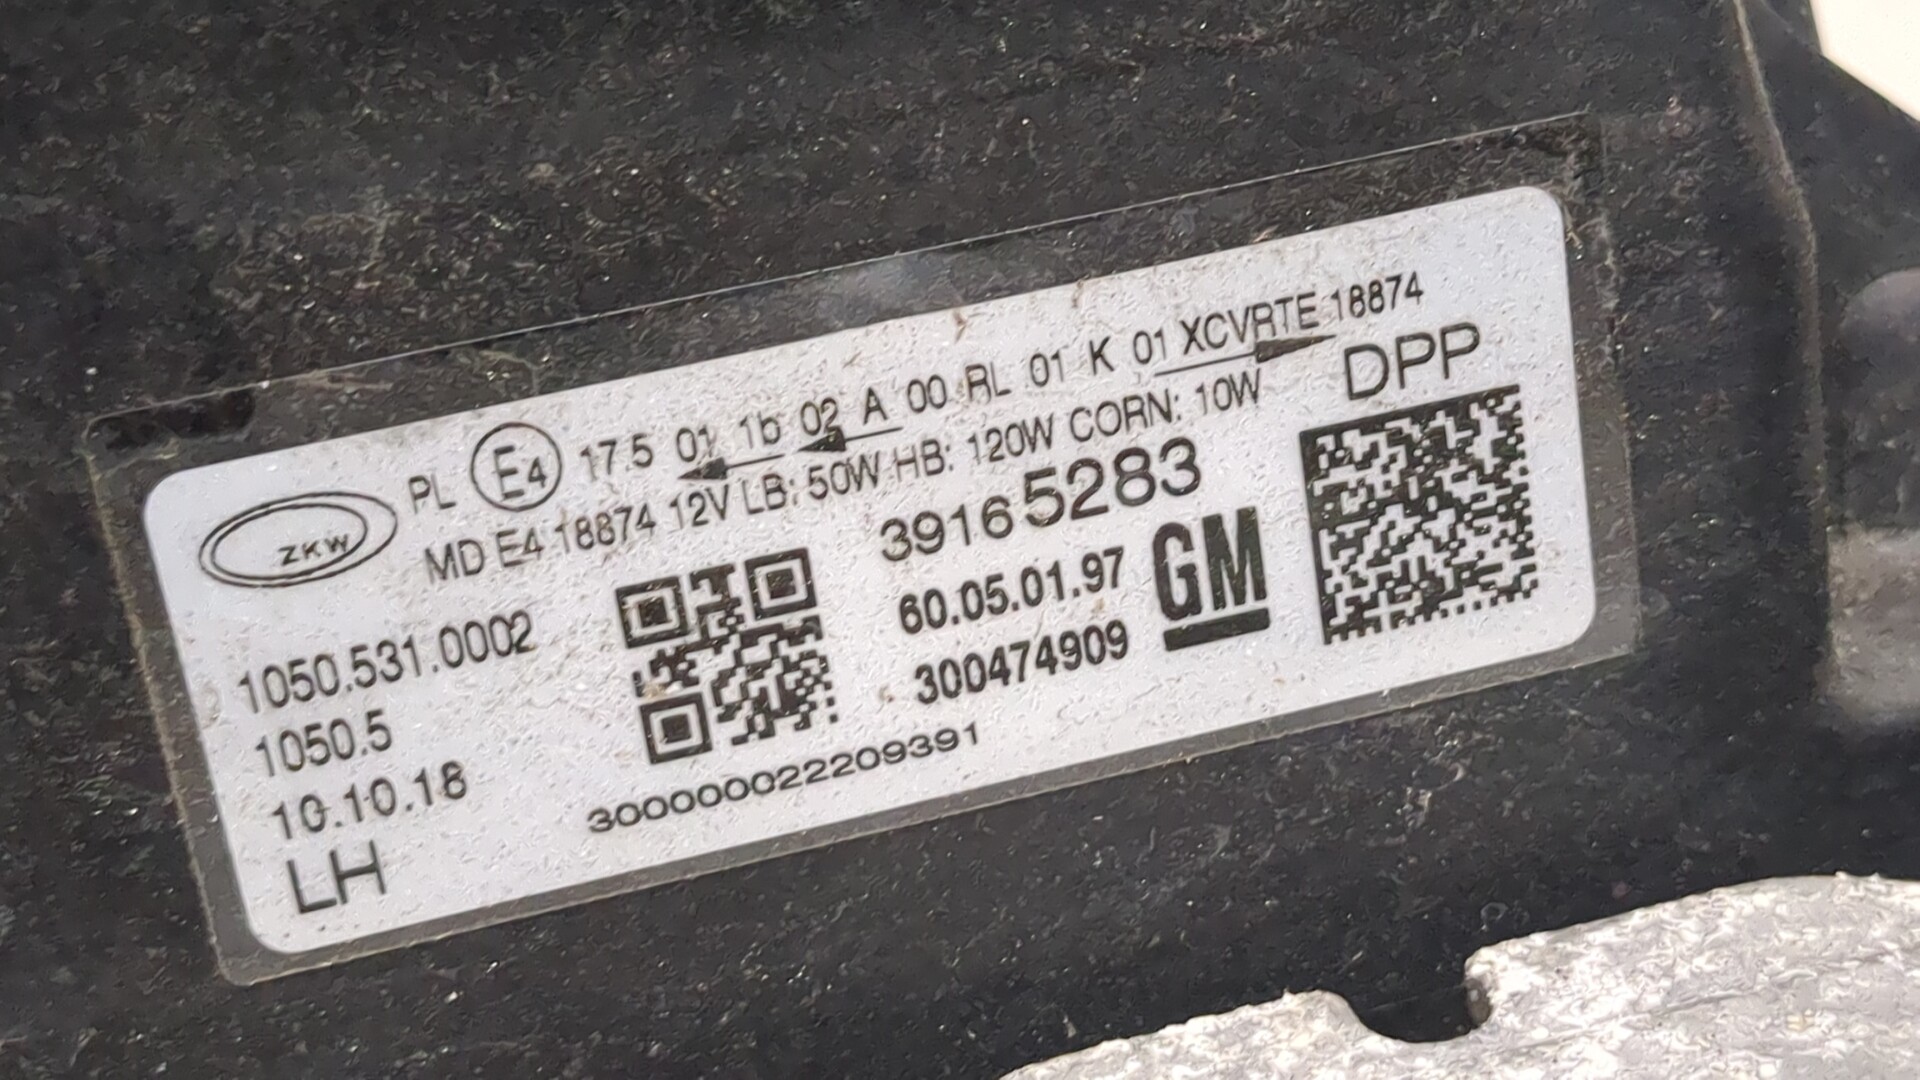 PL E4 17.5 01 1b 02 A 00 RL 01 K 01 XCVRTE 18874
MD E4 18874 12V LB: 50W HB: 120W CORN: 10W
DPP
ZKW
39165283
1050.531.0002
60.05.01.97
GM
1050.5
300474909
10.10.18
300000022209391
LH